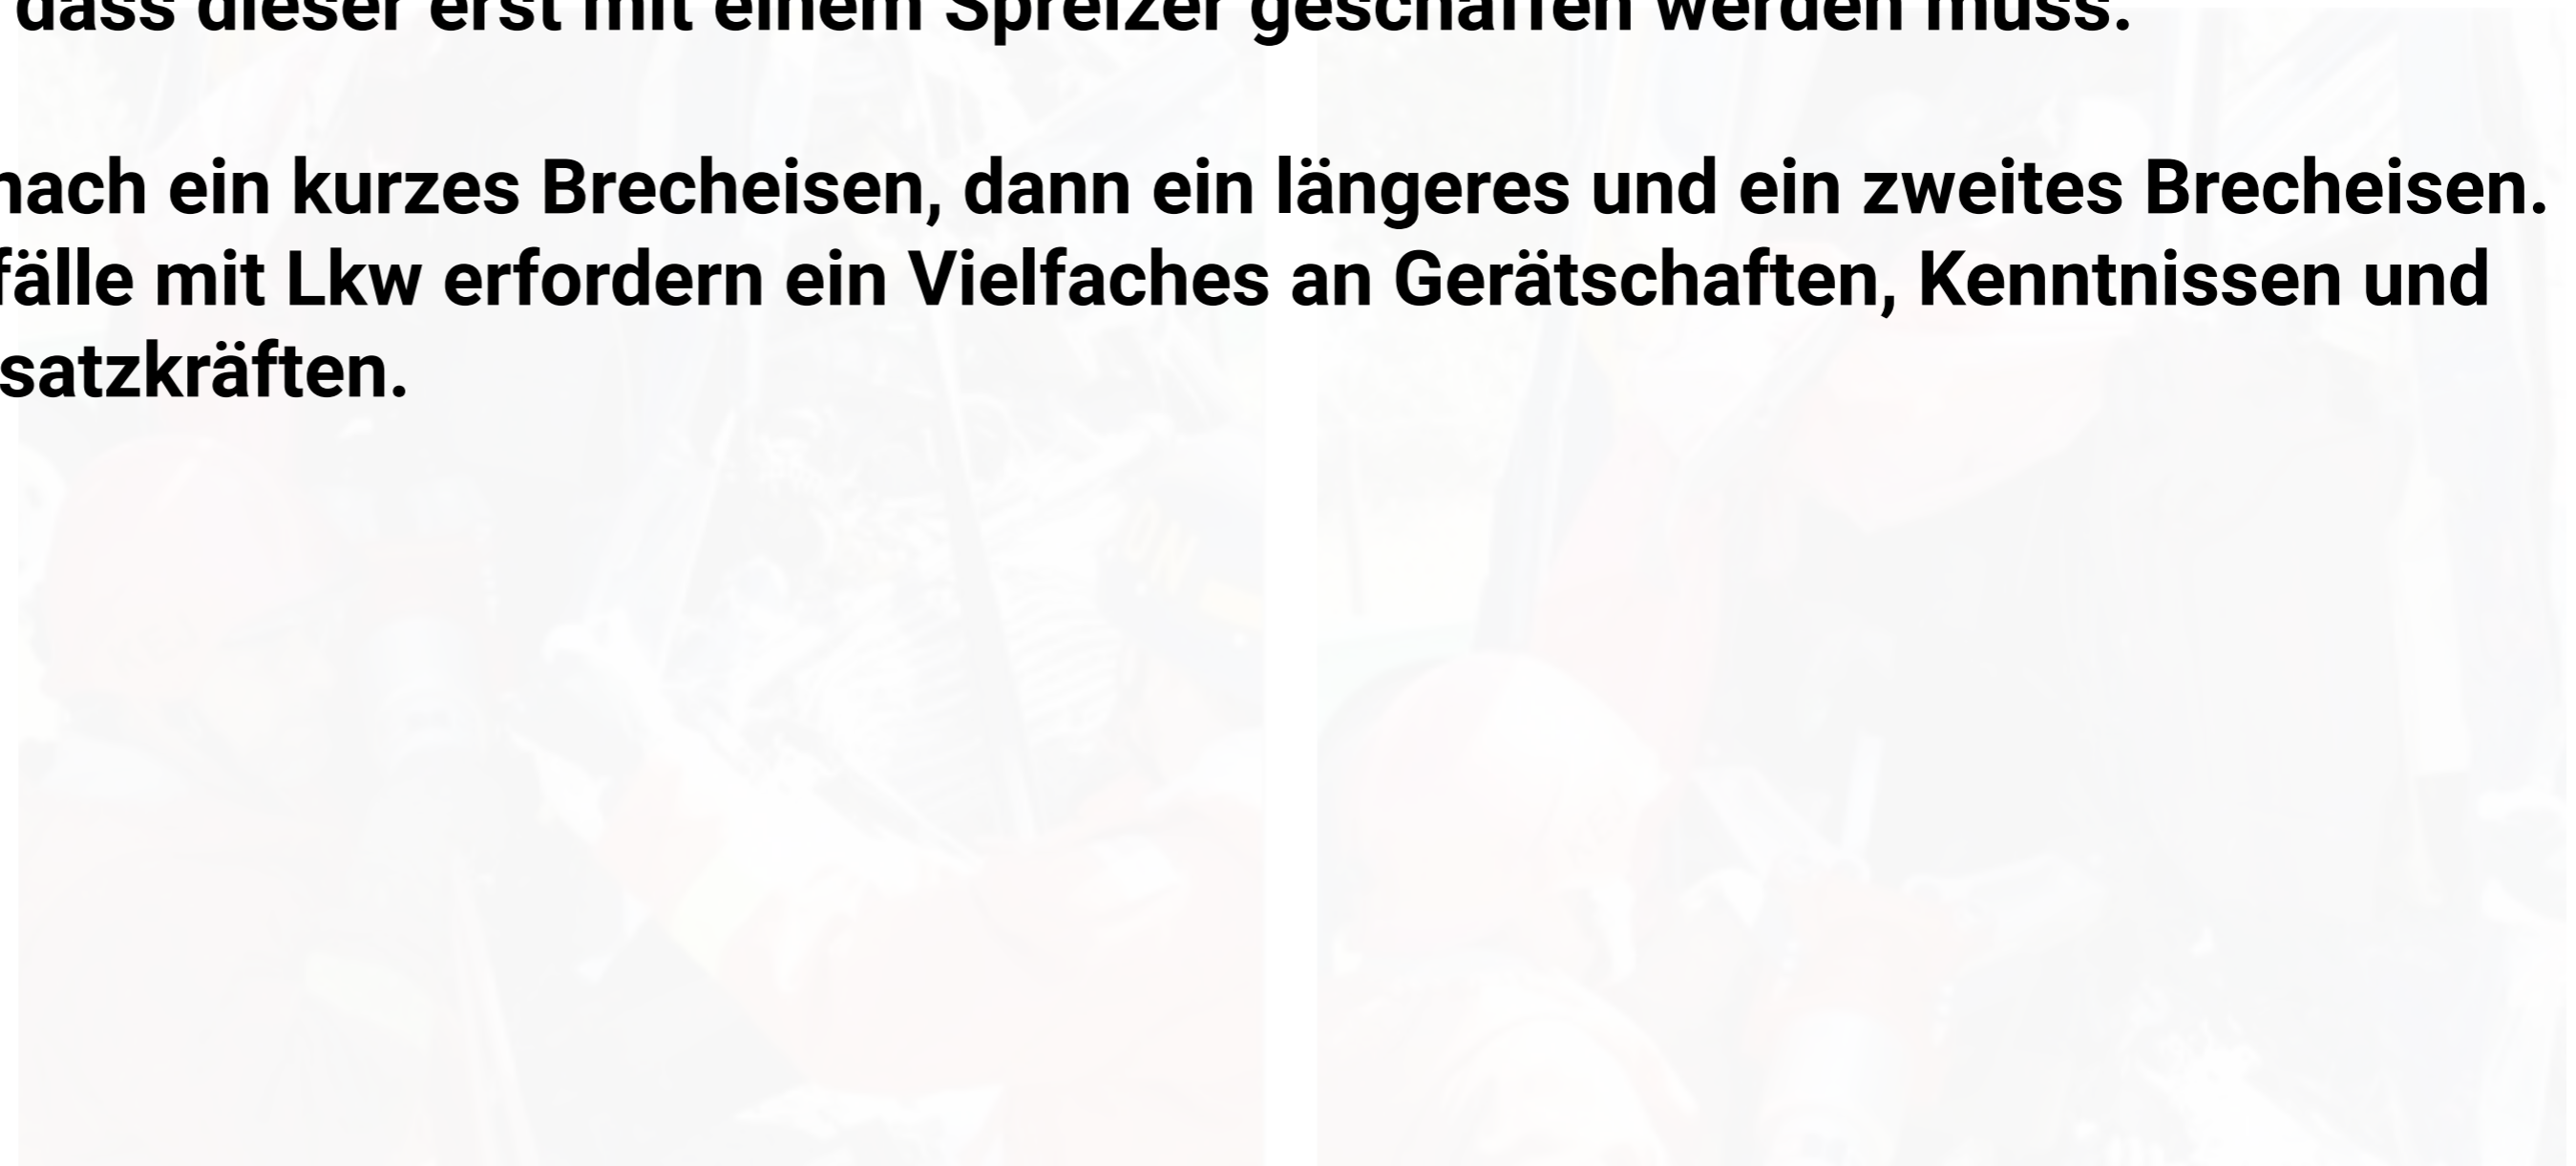 dass dieser erst mit einem Spreizer geschaffen werden muss.
nach ein kurzes Brecheisen, dann ein längeres und ein zweites Brecheisen.
fälle mit Lkw erfordern ein Vielfaches an Gerätschaften, Kenntnissen und
satzkräften.